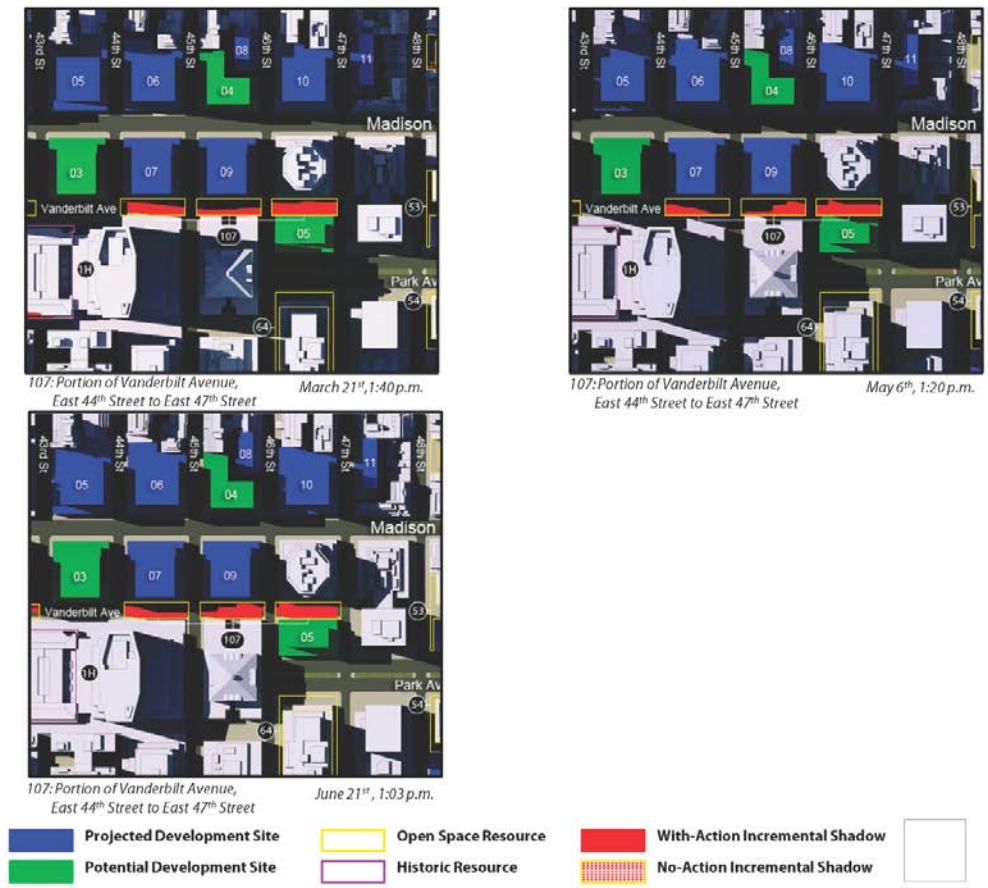 43rd St
44th St
45th St
46th St
47th St
48th St
08
11
05
06
04
10
Madison
03
07
09
Vanderbilt Ave
53
107
05
1H
Park Av
54
64
107: Portion of Vanderbilt Avenue,
East 44th Street to East 47th Street
March 21st, 1:40 p.m.
43rd St
44th St
45th St
46th St
47th St
48th St
08
11
05
06
04
10
Madison
03
07
09
Vanderbilt Ave
53
107
05
1H
Park Av
54
64
107: Portion of Vanderbilt Avenue,
East 44th Street to East 47th Street
May 6th, 1:20 p.m.
43rd St
44th St
45th St
46th St
47th St
48th St
08
11
05
06
04
10
Madison
03
07
09
Vanderbilt Ave
53
107
05
1H
Park Av
54
64
107: Portion of Vanderbilt Avenue,
East 44th Street to East 47th Street
June 21st, 1:03 p.m.
Projected Development Site
Open Space Resource
With-Action Incremental Shadow
Potential Development Site
Historic Resource
No-Action Incremental Shadow